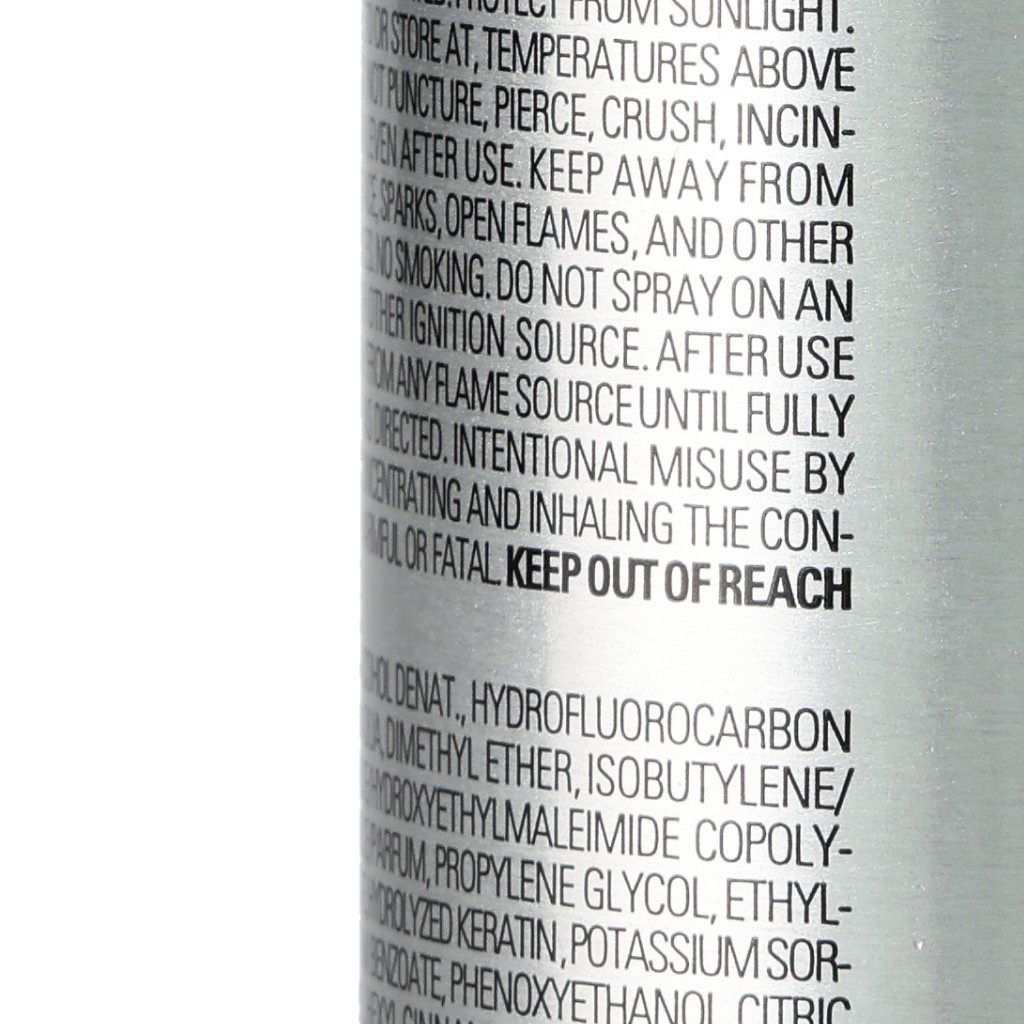 PROTECT FROM SUNLIGHT.
OR STORE AT, TEMPERATURES ABOVE
PUNCTURE, PIERCE, CRUSH, INCIN-
EVEN AFTER USE. KEEP AWAY FROM
SPARKS, OPEN FLAMES, AND OTHER
NO SMOKING. DO NOT SPRAY ON AN
IGNITION SOURCE. AFTER USE
ANY FLAME SOURCE UNTIL FULLY
DIRECTED. INTENTIONAL MISUSE BY
AND INHALING THE CON-
OR FATAL. KEEP OUT OF REACH
DENAT., HYDROFLUOROCARBON
DIMETHYL ETHER, ISOBUTYLENE/
HYDROXYETHYLMALEIMIDE COPOLY-
PARFUM, PROPYLENE GLYCOL, ETHYL-
KERATIN, POTASSIUM SOR-
BENZOATE, PHENOXYETHANOL, CITRIC